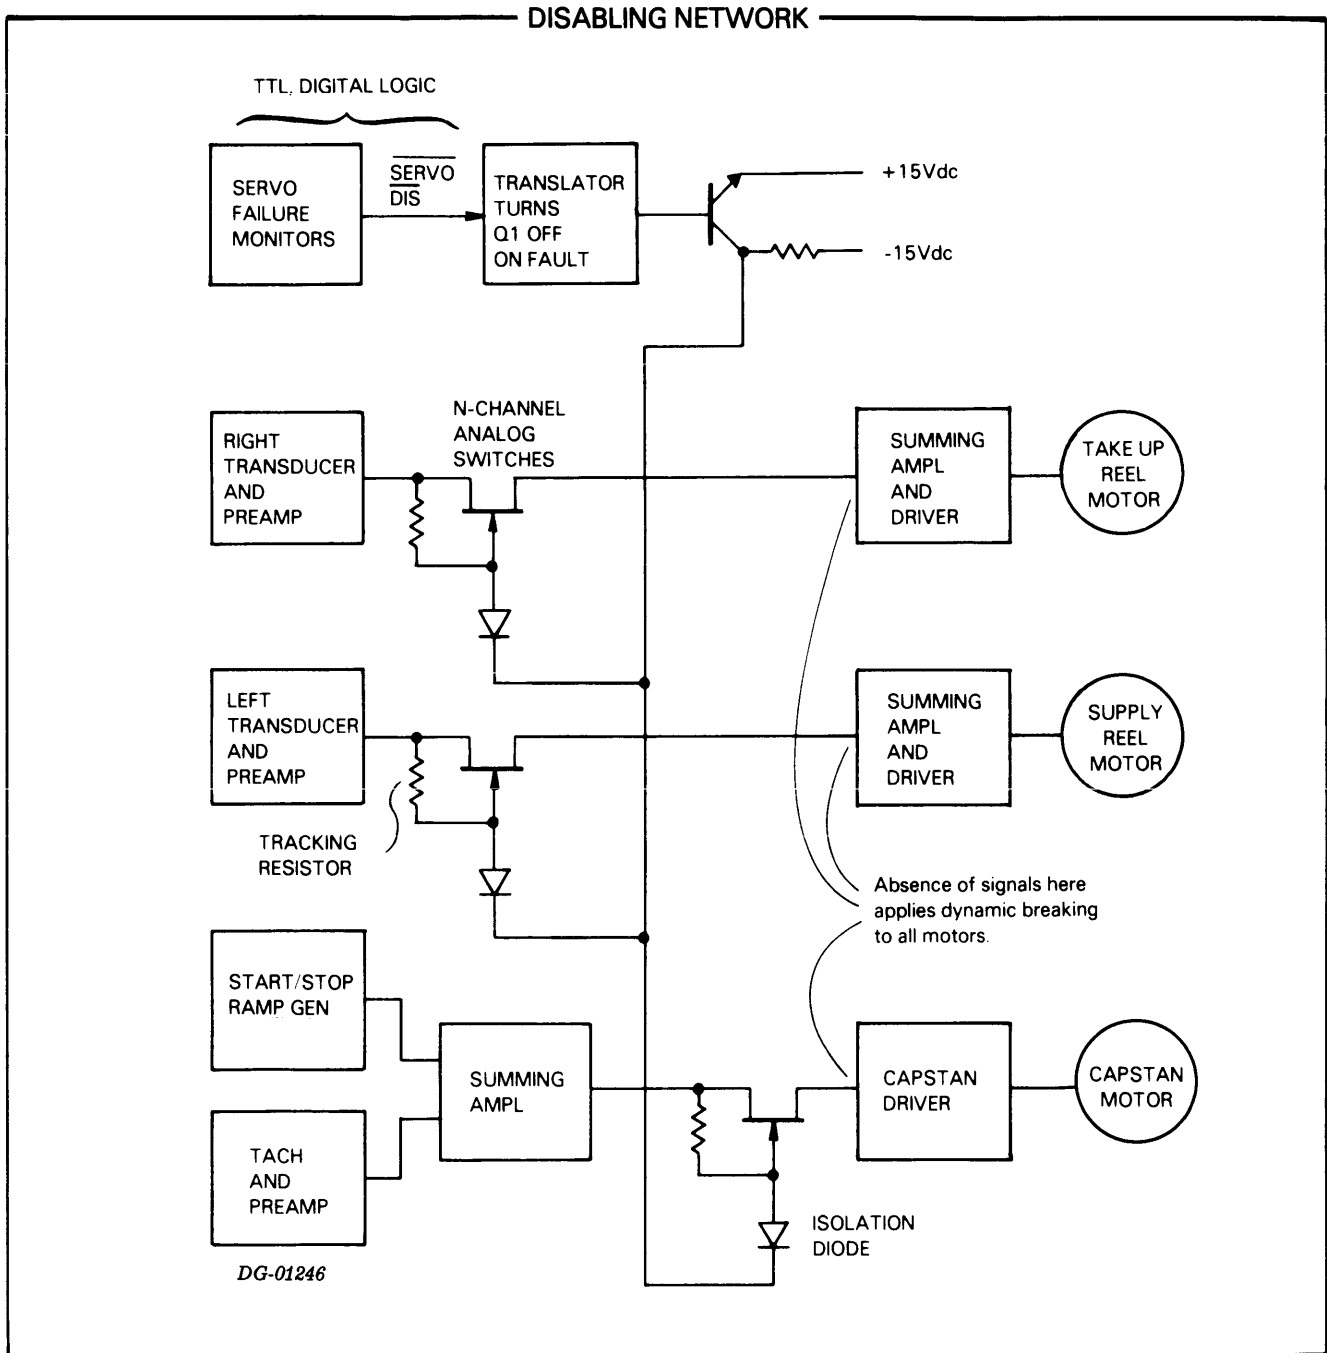 DISABLING NETWORK
TTL, DIGITAL LOGIC
SERVO
FAILURE
MONITORS
SERVO
DIS
TRANSLATOR
TURNS
Q1 OFF
ON FAULT
+15Vdc
-15Vdc
N-CHANNEL
ANALOG
SWITCHES
RIGHT
TRANSDUCER
AND
PREAMP
SUMMING
AMPL
AND
DRIVER
TAKE UP
REEL
MOTOR
LEFT
TRANSDUCER
AND
PREAMP
TRACKING
RESISTOR
SUMMING
AMPL
AND
DRIVER
SUPPLY
REEL
MOTOR
Absence of signals here
applies dynamic breaking
to all motors.
START/STOP
RAMP GEN
SUMMING
AMPL
CAPSTAN
DRIVER
CAPSTAN
MOTOR
TACH
AND
PREAMP
ISOLATION
DIODE
DG-01246